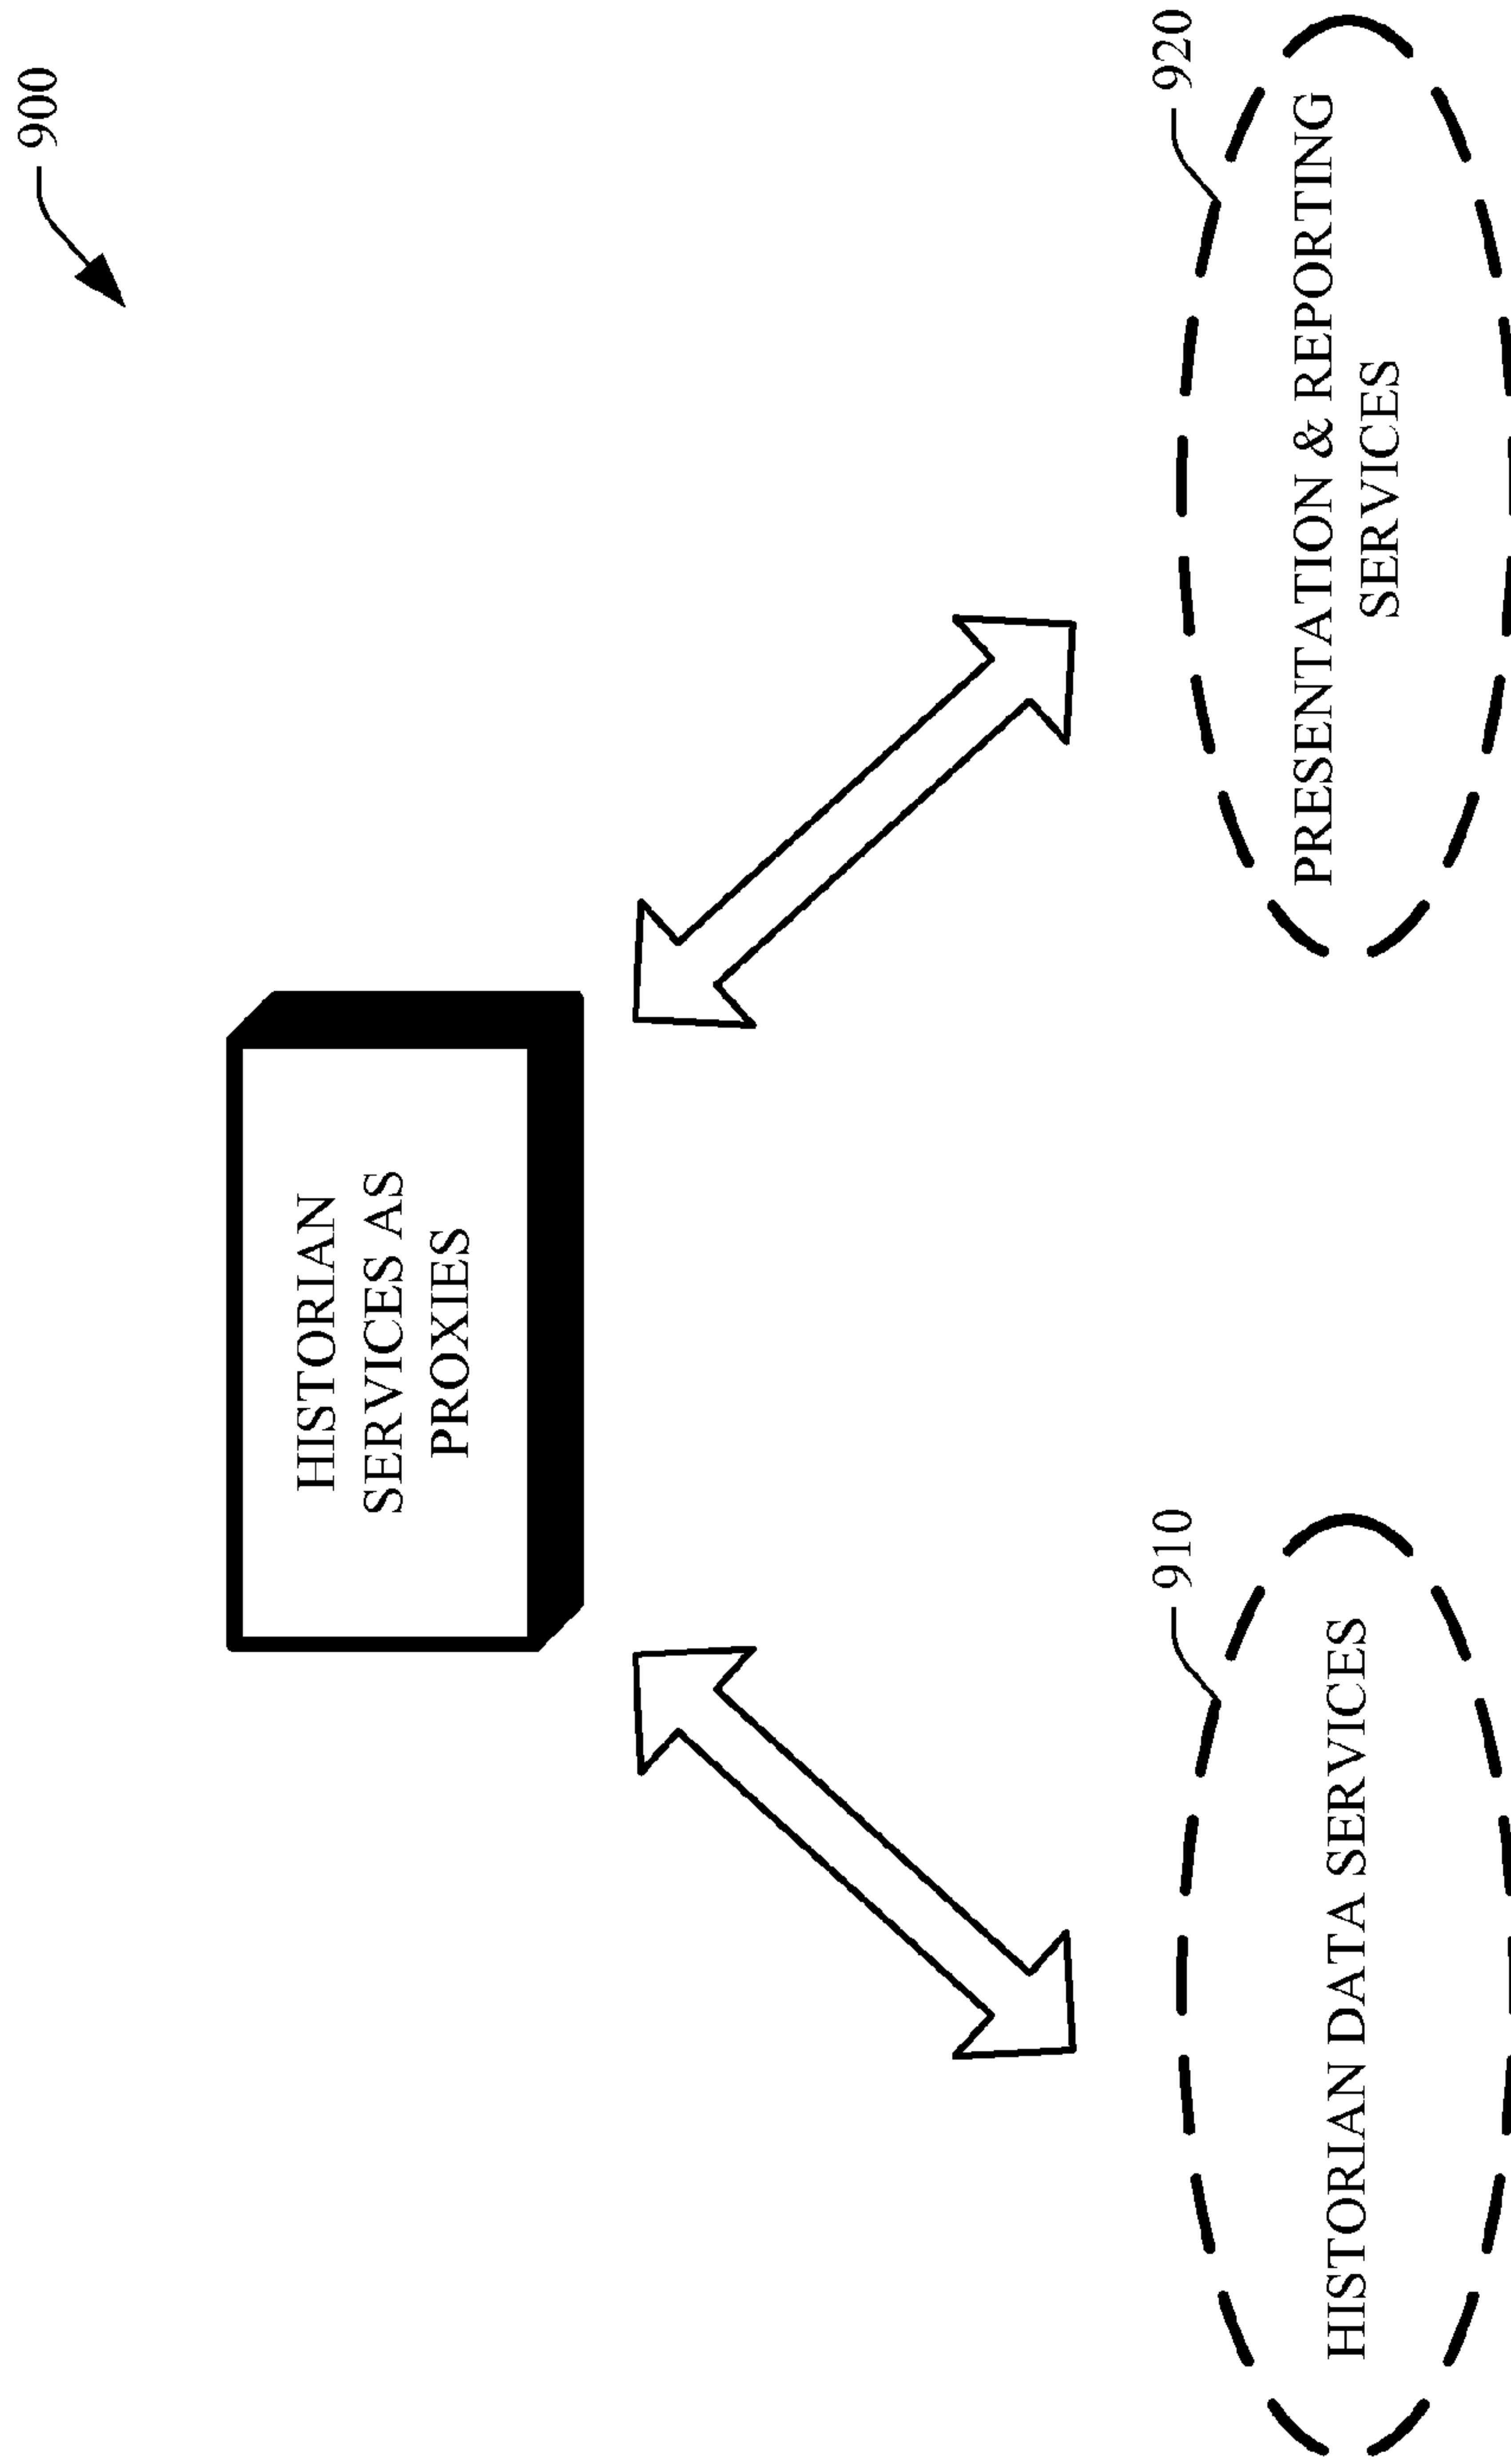 900
HISTORIAN
SERVICES AS
PROXIES
910
HISTORIAN DATA SERVICES
920
PRESENTATION & REPORTING
SERVICES